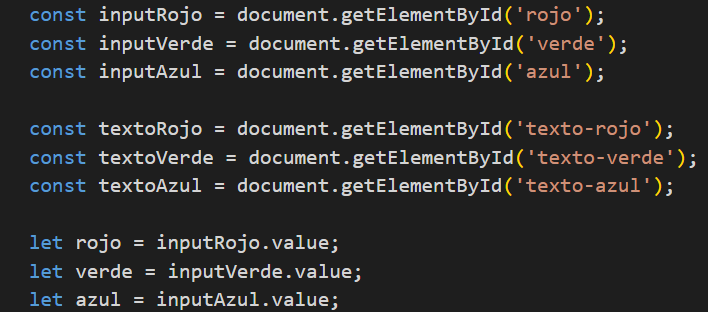 const inputRojo = document.getElementById('rojo');
const inputVerde = document.getElementById('verde');
const inputAzul = document.getElementById('azul');
const textoRojo = document.getElementById('texto-rojo');
const textoVerde = document.getElementById('texto-verde');
const textoAzul = document.getElementById('texto-azul');
let rojo = inputRojo.value;
let verde = inputVerde.value;
let azul = inputAzul.value;